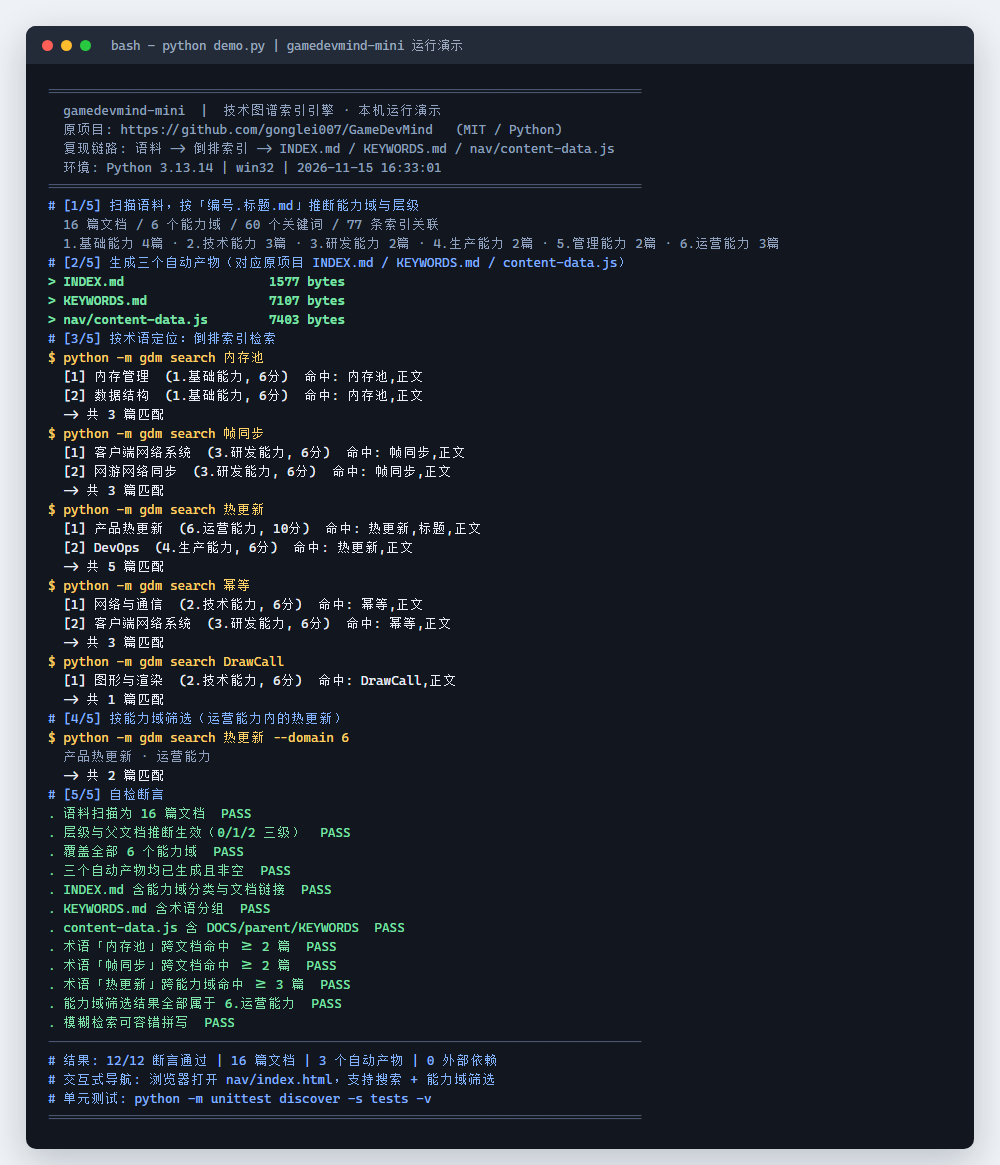 bash — python demo.py | gamedevmind-mini 运行演示
gamedevmind-mini | 技术图谱索引引擎 · 本机运行演示
原项目: https://github.com/gonglei007/GameDevMind (MIT / Python)
复现链路: 语料 —> 倒排索引 —> INDEX.md / KEYWORDS.md / nav/content-data.js
环境: Python 3.13.14 | win32 | 2026-11-15 16:33:01
# [1/5] 扫描语料，按「编号.标题.md」推断能力域与层级
16 篇文档 / 6 个能力域 / 60 个关键词 / 77 条索引关联
1.基础能力 4篇 · 2.技术能力 3篇 · 3.研发能力 2篇 · 4.生产能力 2篇 · 5.管理能力 2篇 · 6.运营能力 3篇
# [2/5] 生成三个自动产物（对应原项目 INDEX.md / KEYWORDS.md / content-data.js）
> INDEX.md 1577 bytes
> KEYWORDS.md 7107 bytes
> nav/content-data.js 7403 bytes
# [3/5] 技术语定位: 倒排索引检索
$ python -m gdm search 内存池
[1] 内存管理 (1.基础能力, 6分) 命中: 内存池,正文
[2] 数据结构 (1.基础能力, 6分) 命中: 内存池,正文
—> 共 3 篇匹配
$ python -m gdm search 帧同步
[1] 客户端网络系统 (3.研发能力, 6分) 命中: 帧同步,正文
[2] 网游网络同步 (3.研发能力, 6分) 命中: 帧同步,正文
—> 共 3 篇匹配
$ python -m gdm search 热更新
[1] 产品热更新 (6.运营能力, 10分) 命中: 热更新,标题,正文
[2] DevOps (4.生产能力, 6分) 命中: 热更新,正文
—> 共 5 篇匹配
$ python -m gdm search 幂等
[1] 网络与通信 (2.技术能力, 6分) 命中: 幂等,正文
[2] 客户端网络系统 (3.研发能力, 6分) 命中: 幂等,正文
—> 共 3 篇匹配
$ python -m gdm search DrawCall
[1] 图形与渲染 (2.技术能力, 6分) 命中: DrawCall,正文
—> 共 1 篇匹配
# [4/5] 按能力域筛选（运营能力内的热更新）
$ python -m gdm search 热更新 --domain 6
产品热更新 · 运营能力
—> 共 2 篇匹配
# [5/5] 自检断言
. 语料扫描为 16 篇文档 PASS
. 层级与父文档推断生效（0/1/2 三级） PASS
. 覆盖全部 6 个能力域 PASS
. 三个自动产物均已生成且非空 PASS
. INDEX.md 含能力域分类与文档链接 PASS
. KEYWORDS.md 含术语分组 PASS
. content-data.js 含 DOCS/parent/KEYWORDS PASS
. 术语「内存池」跨文档命中 ≥ 2 篇 PASS
. 术语「帧同步」跨文档命中 ≥ 2 篇 PASS
. 术语「热更新」跨能力域命中 ≥ 3 篇 PASS
. 能力域筛选结果全部属于 6.运营能力 PASS
. 模糊检索可容错拼写 PASS
# 结果: 12/12 断言通过 | 16 篇文档 | 3 个自动产物 | 0 外部依赖
# 交互式导航: 浏览器打开 nav/index.html，支持搜索 + 能力域筛选
# 单元测试: python -m unittest discover -s tests -v